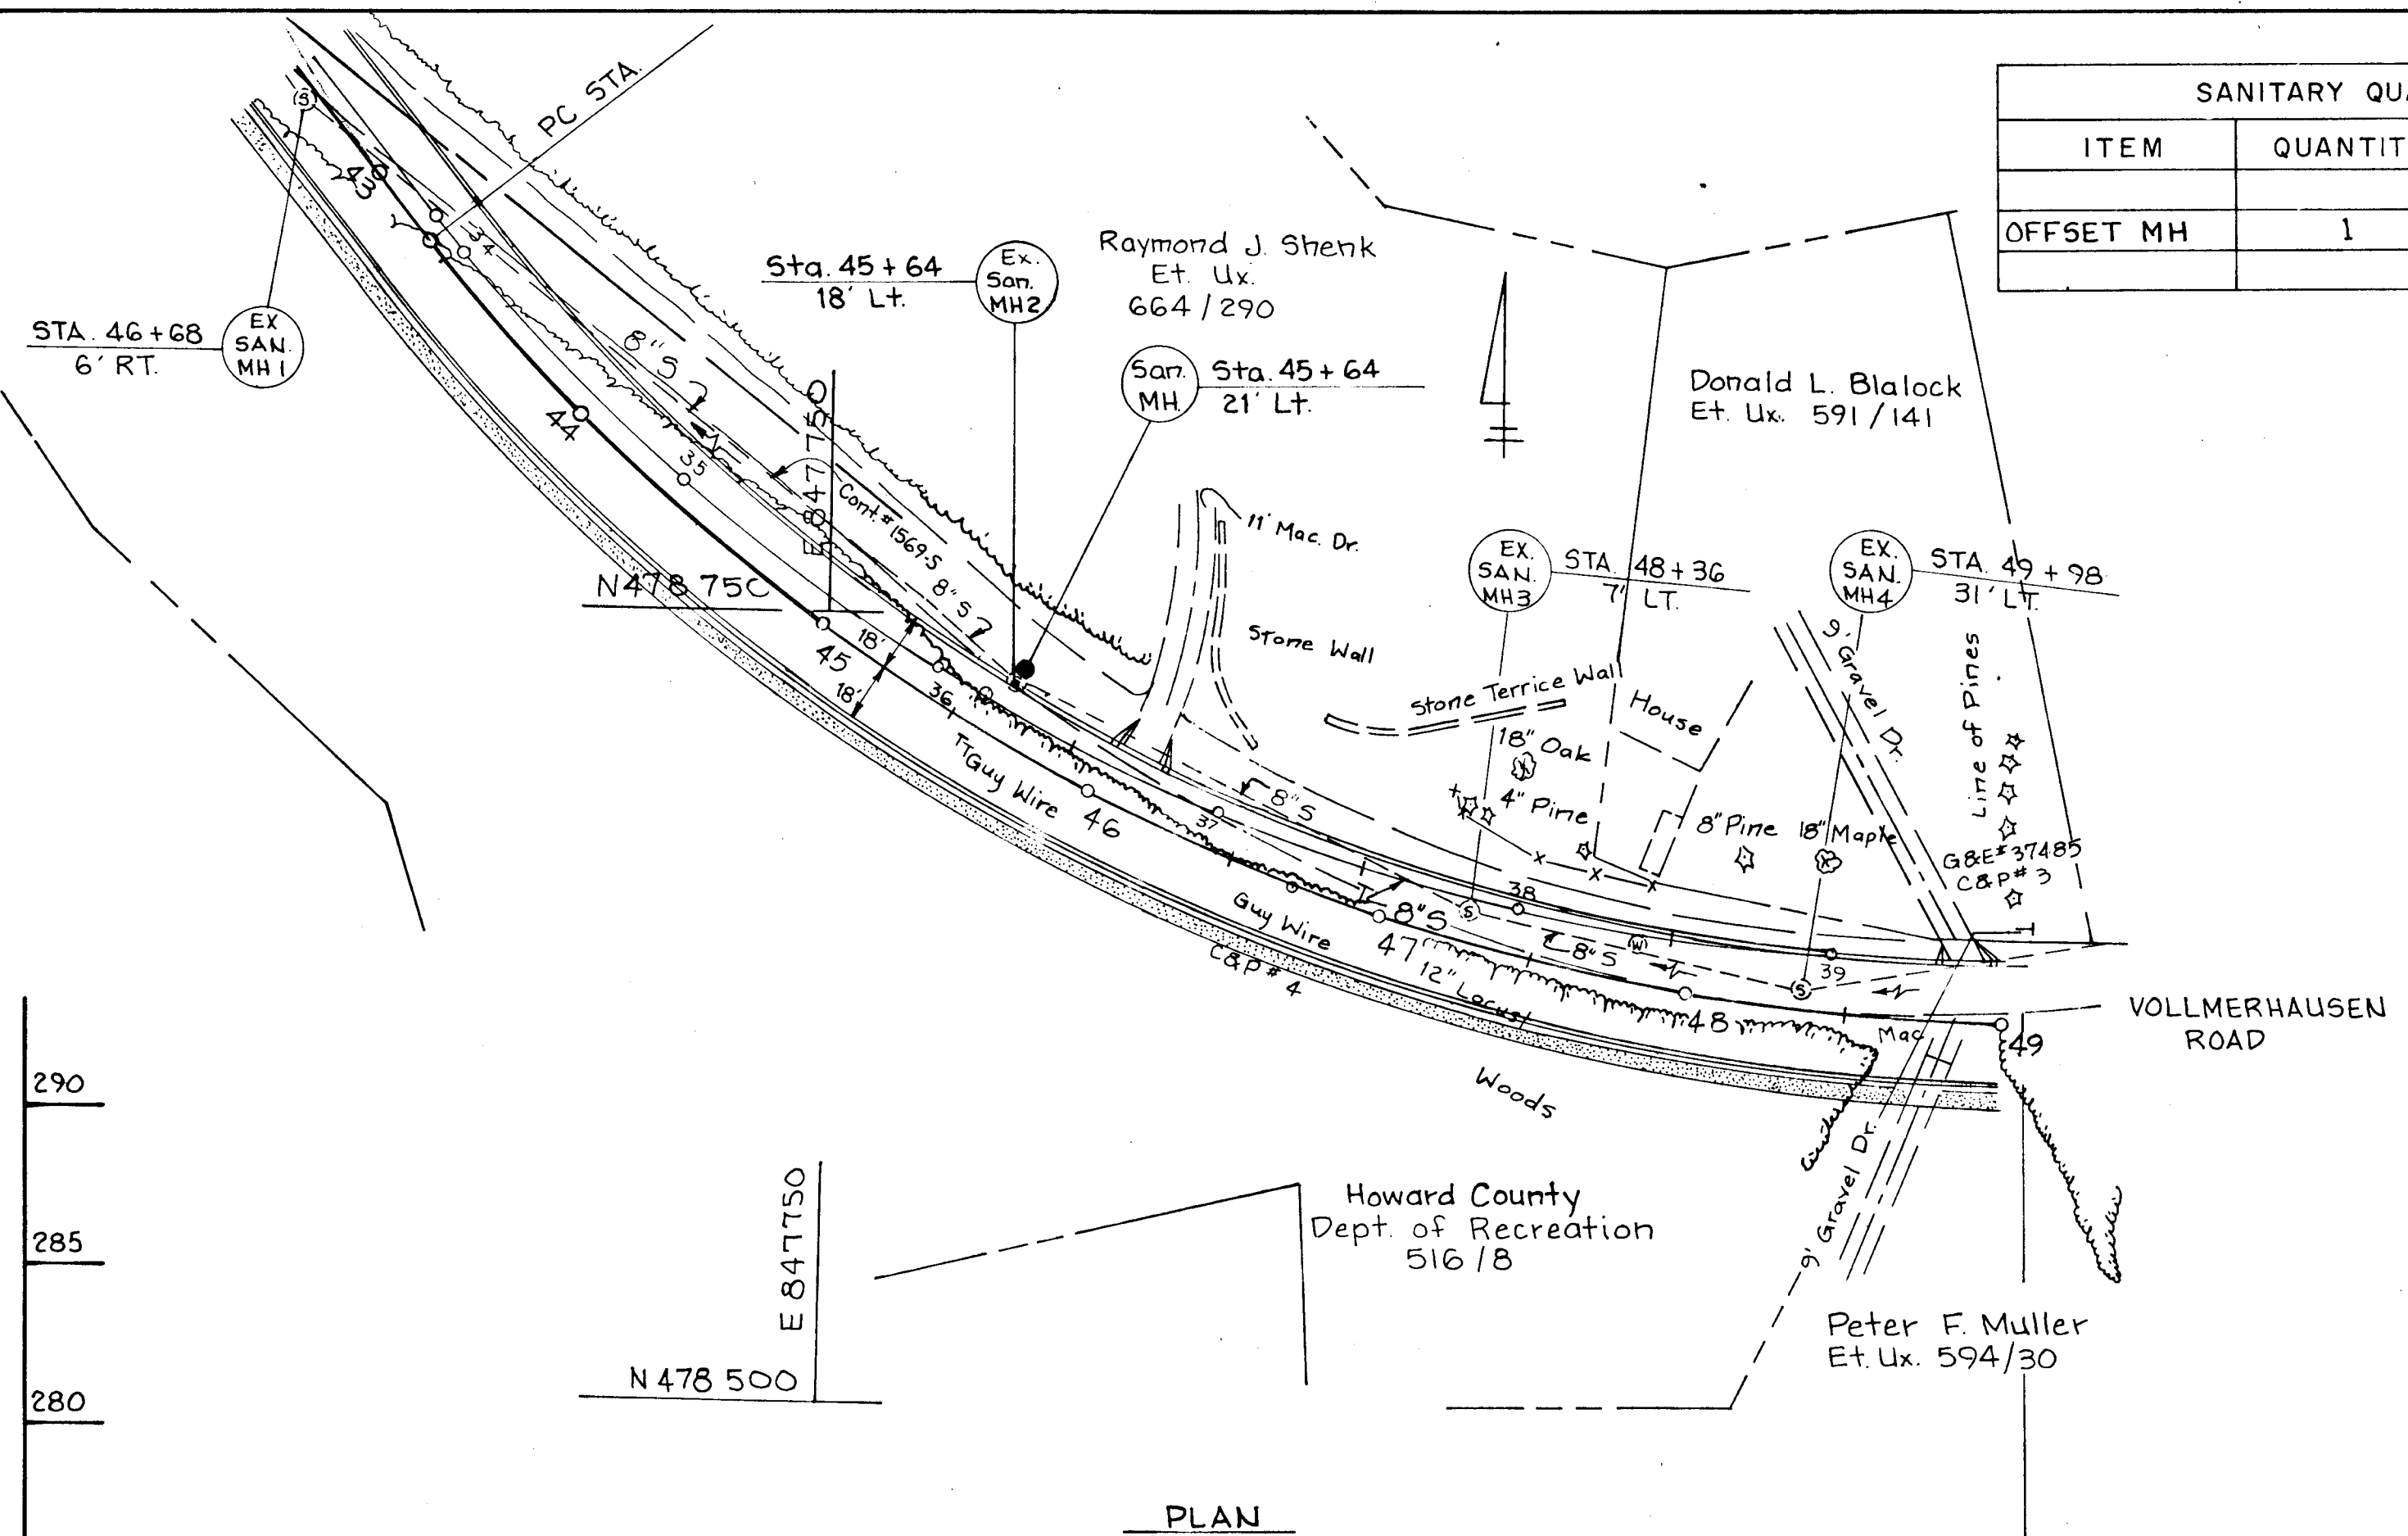 SANITARY QUA
ITEM
QUANTIT
OFFSET MH
1
PC STA.
43
34
STA. 46+68
6' RT.
EX
SAN.
MH 1
Sta. 45+64
18' Lt.
Ex.
San.
MH2
Raymond J. Shenk
Et. Ux.
664/290
San.
MH.
Sta. 45+64
21' Lt.
Donald L. Blalock
Et. Ux. 591/141
8"S
44
35
E 847750
Cont.#1569-S
8"S
N478 750
11' Mac. Dr.
EX.
SAN.
MH3
STA. 48+36
7' LT.
EX.
SAN.
MH4
STA. 49+98
31' LT.
18'
18'
45
36
Stone Wall
Stone Terrice Wall
House
9' Gravel Dr.
Line of Pines
18" Oak
4" Pine
8" Pine
18" Maple
G&E#37485
C&P#3
Guy Wire
46
37
8"S
38
Guy Wire
8"S
47
8"S
W
S
S
S
39
C&P#4
12" Locust
48
Mac
49
VOLLMERHAUSEN
ROAD
Woods
9' Gravel Dr.
290
285
280
E 847750
N 478 500
Howard County
Dept. of Recreation
516/8
Peter F. Muller
Et. Ux. 594/30
PLAN